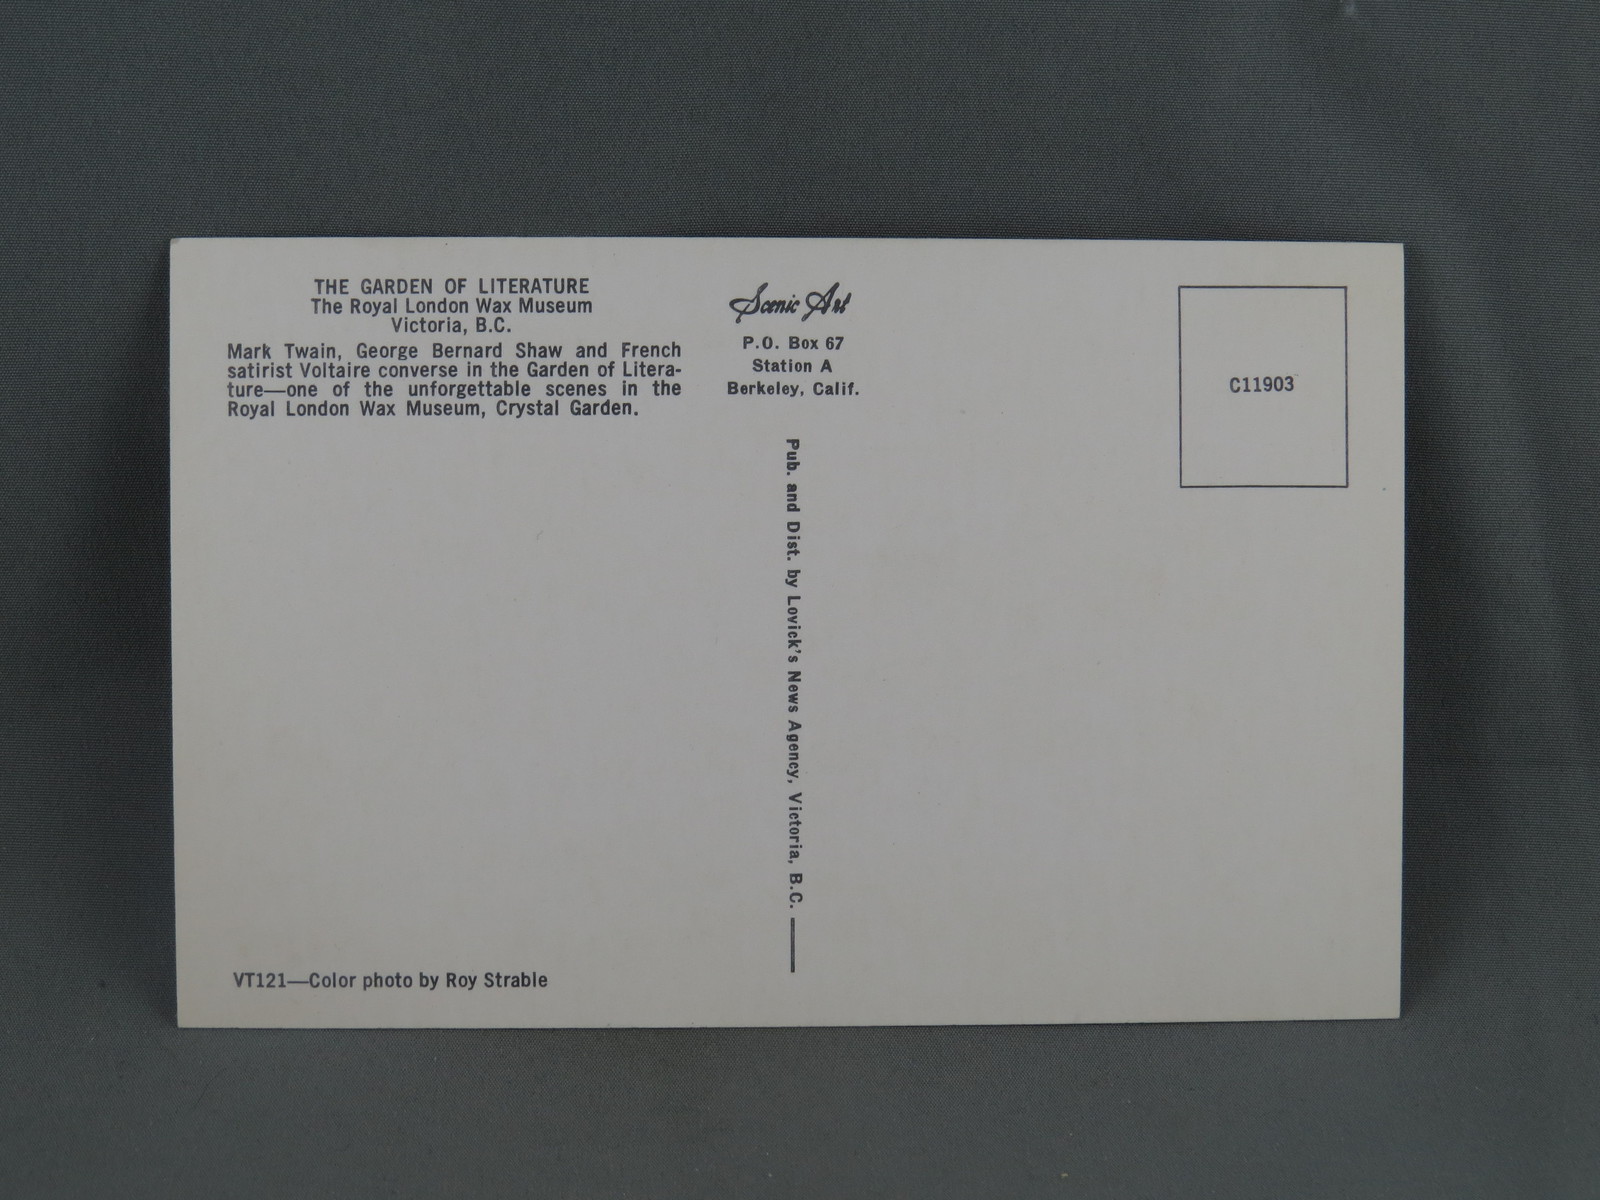 THE GARDEN OF LITERATURE
The Royal London Wax Museum
Victoria, B.C.
Mark Twain, George Bernard Shaw and French
satirist Voltaire converse in the Garden of Litera-
ture—one of the unforgettable scenes in the
Royal London Wax Museum, Crystal Garden.
VT121—Color photo by Roy Strable
Scenic Art
P.O. Box 67
Station A
Berkeley, Calif.
Pub. and Dist. by Lovick's News Agency, Victoria, B.C.
C11903